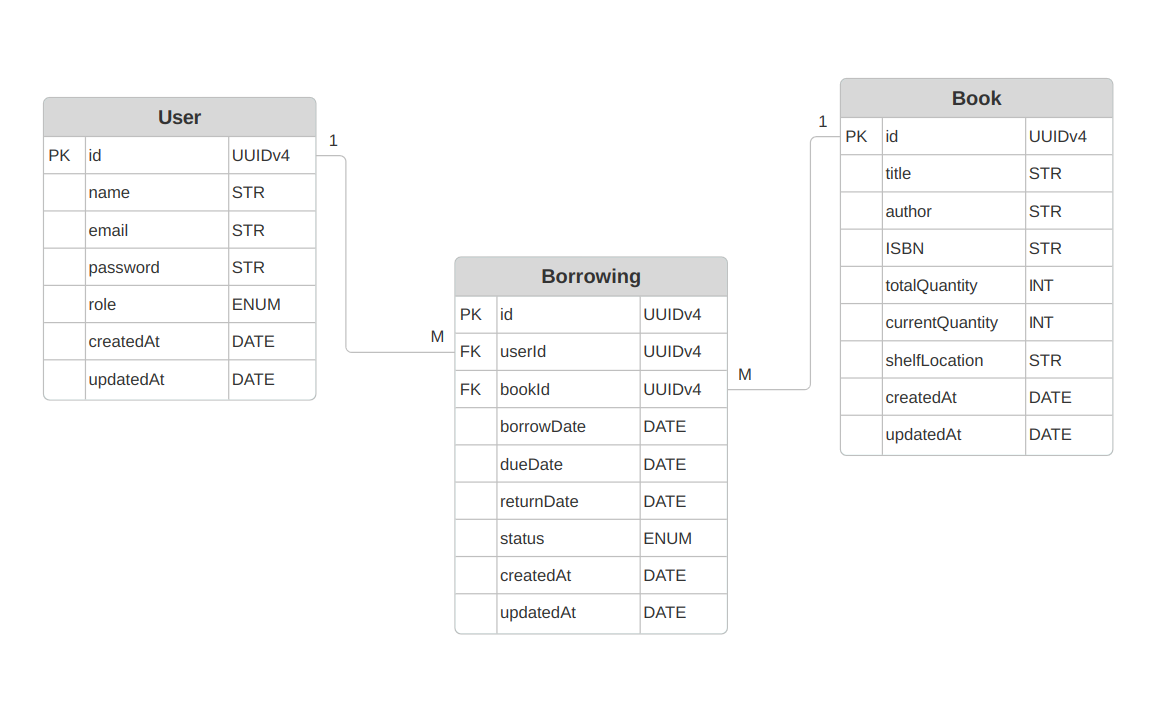 User
1
PK id UUIDv4
name STR
email STR
password STR
role ENUM
createdAt DATE
updatedAt DATE
M
Borrowing
PK id UUIDv4
FK userId UUIDv4
FK bookId UUIDv4
borrowDate DATE
dueDate DATE
returnDate DATE
status ENUM
createdAt DATE
updatedAt DATE
M
1
Book
PK id UUIDv4
title STR
author STR
ISBN STR
totalQuantity INT
currentQuantity INT
shelfLocation STR
createdAt DATE
updatedAt DATE